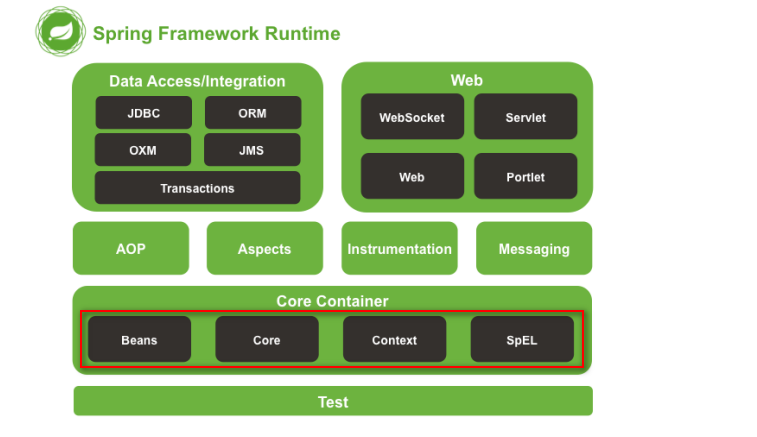 Spring Framework Runtime
Data Access/Integration
JDBC ORM
OXM JMS
Transactions
Web
WebSocket Servlet
Web Portlet
AOP Aspects Instrumentation Messaging
Core Container
Beans Core Context SpEL
Test